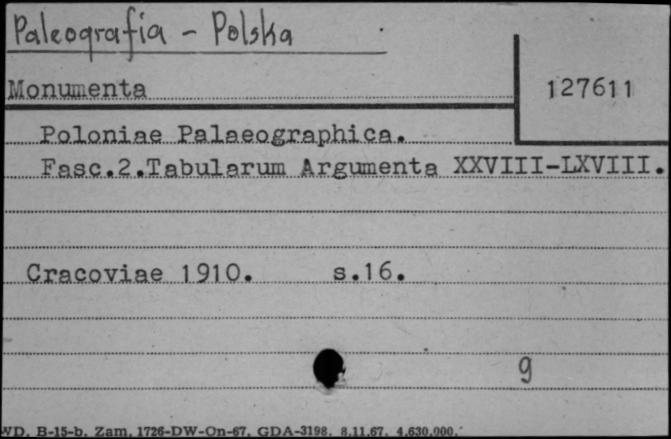 Paleografia - Polska
Monumenta
127611
Poloniae Palaeographica.
Fasc.2.Tabularum Argumenta XXVIII-LXVIII.
Cracoviae 1910. s.16.
9
WD. B-15-b. Zam. 1726-DW-On-67. GDA-3198. 8.11.67. 4.630.000.